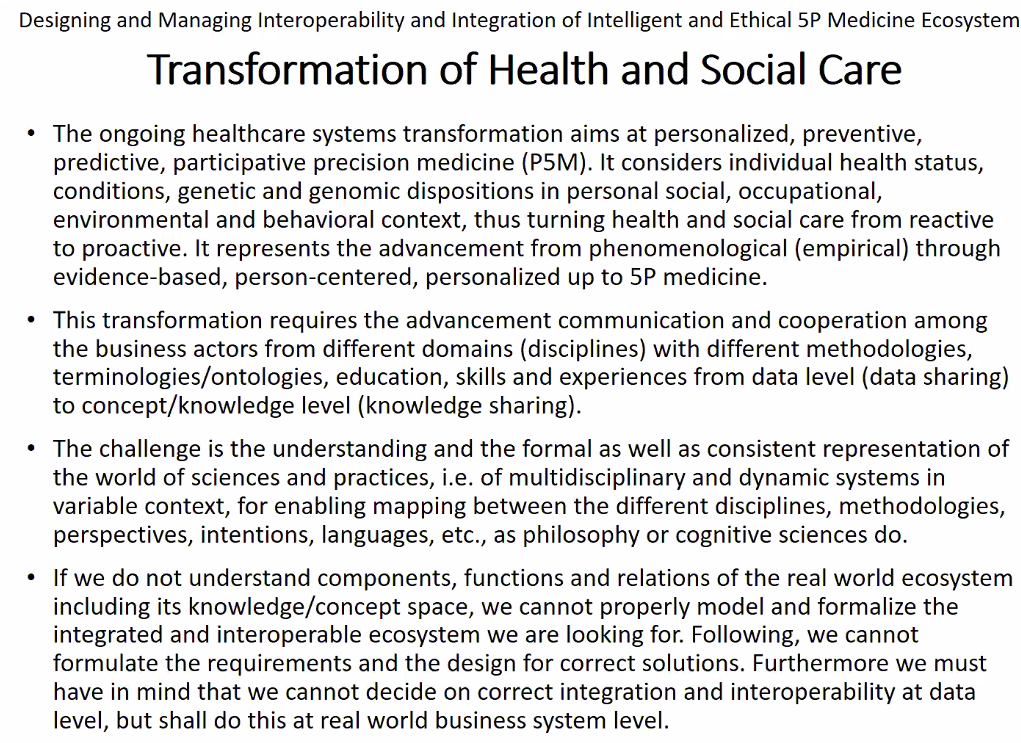 Designing and Managing Interoperability and Integration of Intelligent and Ethical 5P Medicine Ecosystem
Transformation of Health and Social Care
• The ongoing healthcare systems transformation aims at personalized, preventive,
predictive, participative precision medicine (P5M). It considers individual health status,
conditions, genetic and genomic dispositions in personal social, occupational,
environmental and behavioral context, thus turning health and social care from reactive
to proactive. It represents the advancement from phenomenological (empirical) through
evidence-based, person-centered, personalized up to 5P medicine.
• This transformation requires the advancement communication and cooperation among
the business actors from different domains (disciplines) with different methodologies,
terminologies/ontologies, education, skills and experiences from data level (data sharing)
to concept/knowledge level (knowledge sharing).
• The challenge is the understanding and the formal as well as consistent representation of
the world of sciences and practices, i.e. of multidisciplinary and dynamic systems in
variable context, for enabling mapping between the different disciplines, methodologies,
perspectives, intentions, languages, etc., as philosophy or cognitive sciences do.
• If we do not understand components, functions and relations of the real world ecosystem
including its knowledge/concept space, we cannot properly model and formalize the
integrated and interoperable ecosystem we are looking for. Following, we cannot
formulate the requirements and the design for correct solutions. Furthermore we must
have in mind that we cannot decide on correct integration and interoperability at data
level, but shall do this at real world business system level.